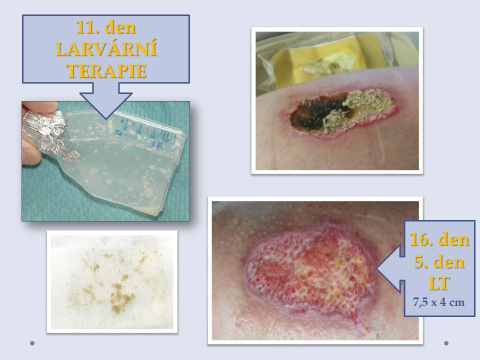 11. den
LARVÁRNÍ
TERAPIE
16. den
5. den
LT
7,5 x 4 cm